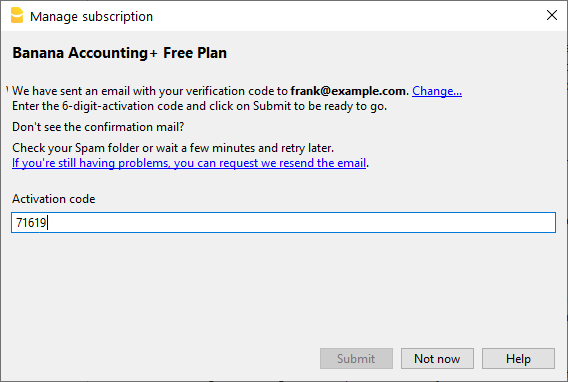 Manage subscription
Banana Accounting+ Free Plan
We have sent an email with your verification code to frank@example.com. Change...
Enter the 6-digit-activation code and click on Submit to be ready to go.
Don't see the confirmation mail?
Check your Spam folder or wait a few minutes and retry later.
If you're still having problems, you can request we resend the email.
Activation code
71619
Submit Not now Help